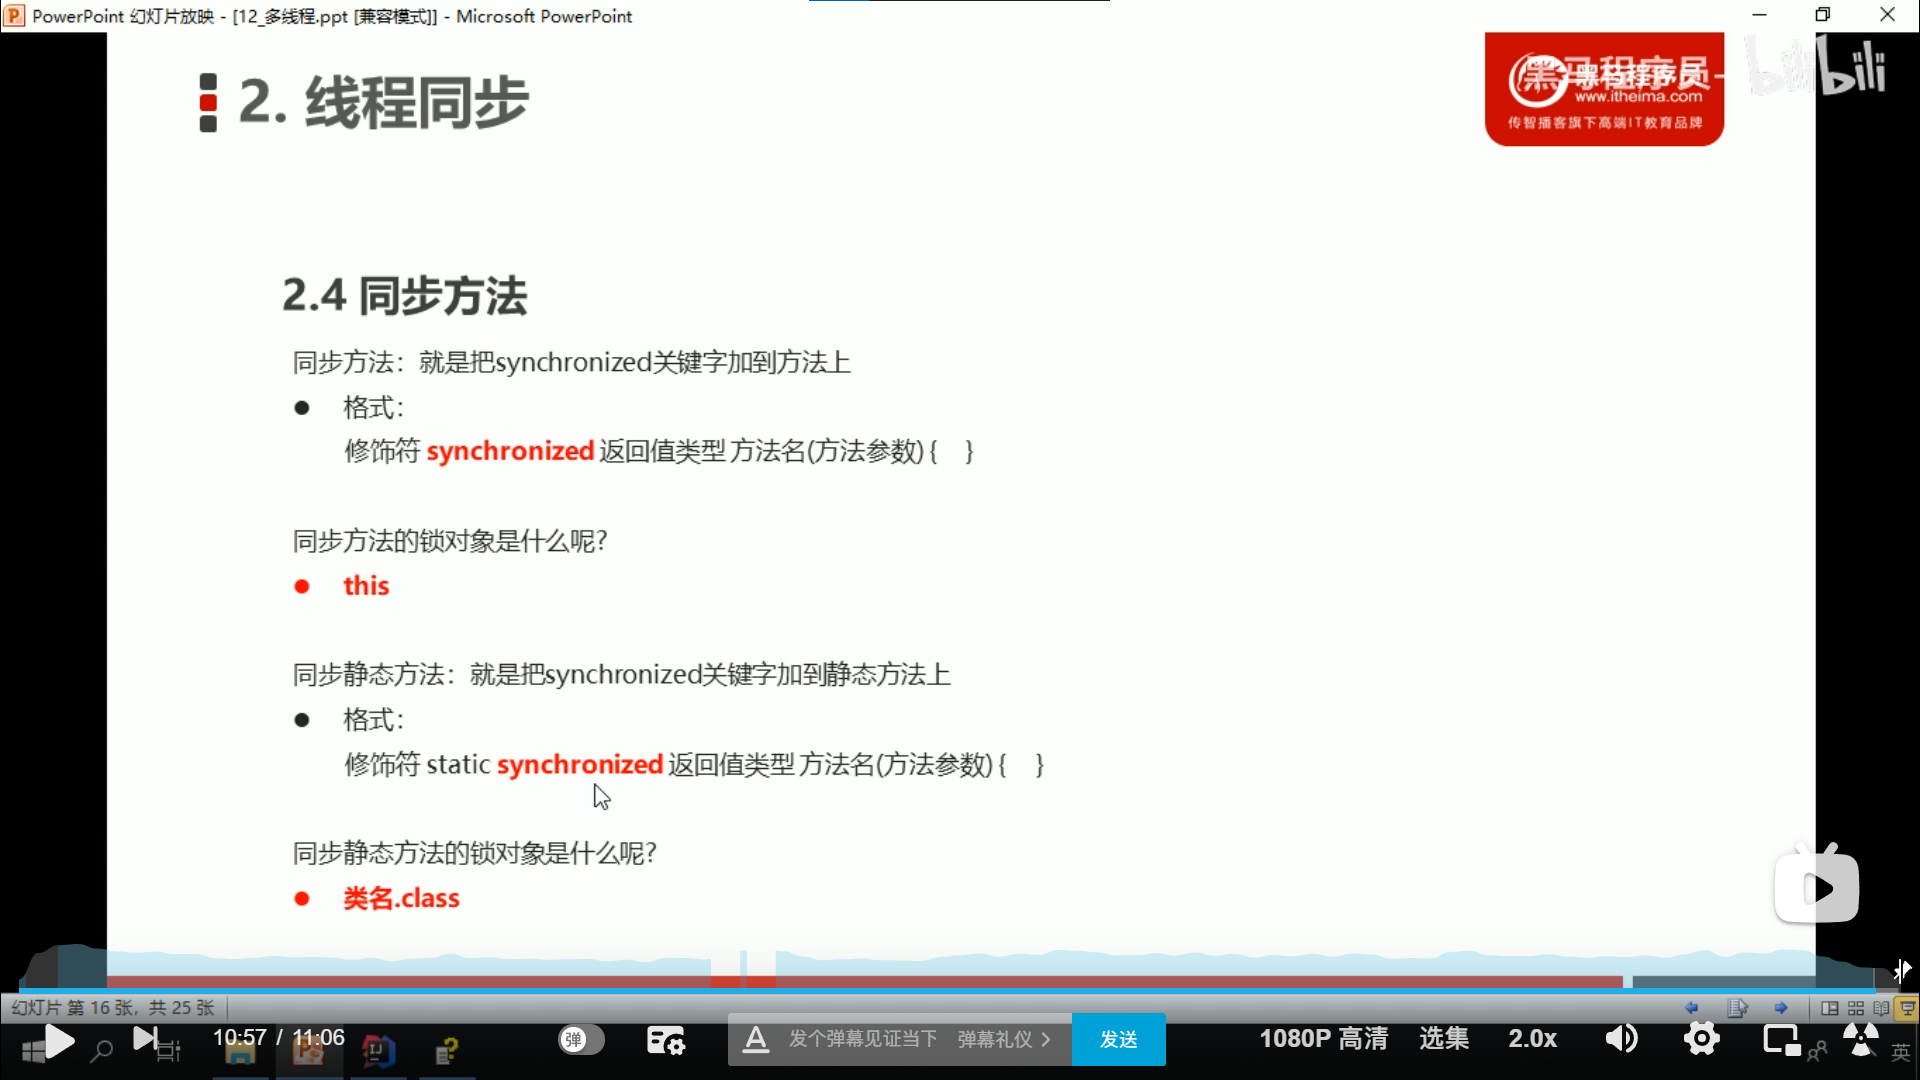 PowerPoint 幻灯片放映 - [12_多线程.ppt [兼容模式]] - Microsoft PowerPoint
2. 线程同步
黑马程序员-
bilibili
www.itheima.com
传智播客旗下高端IT教育品牌
2.4 同步方法
同步方法：就是把synchronized关键字加到方法上
格式：
修饰符 synchronized 返回值类型 方法名(方法参数) { }
同步方法的锁对象是什么呢?
this
同步静态方法：就是把synchronized关键字加到静态方法上
格式：
修饰符 static synchronized 返回值类型 方法名(方法参数) { }
同步静态方法的锁对象是什么呢?
类名.class
幻灯片 第 16 张，共 25 张
10:57 / 11:06
弹
发个弹幕见证当下
弹幕礼仪 >
发送
1080P 高清
选集
2.0x
英